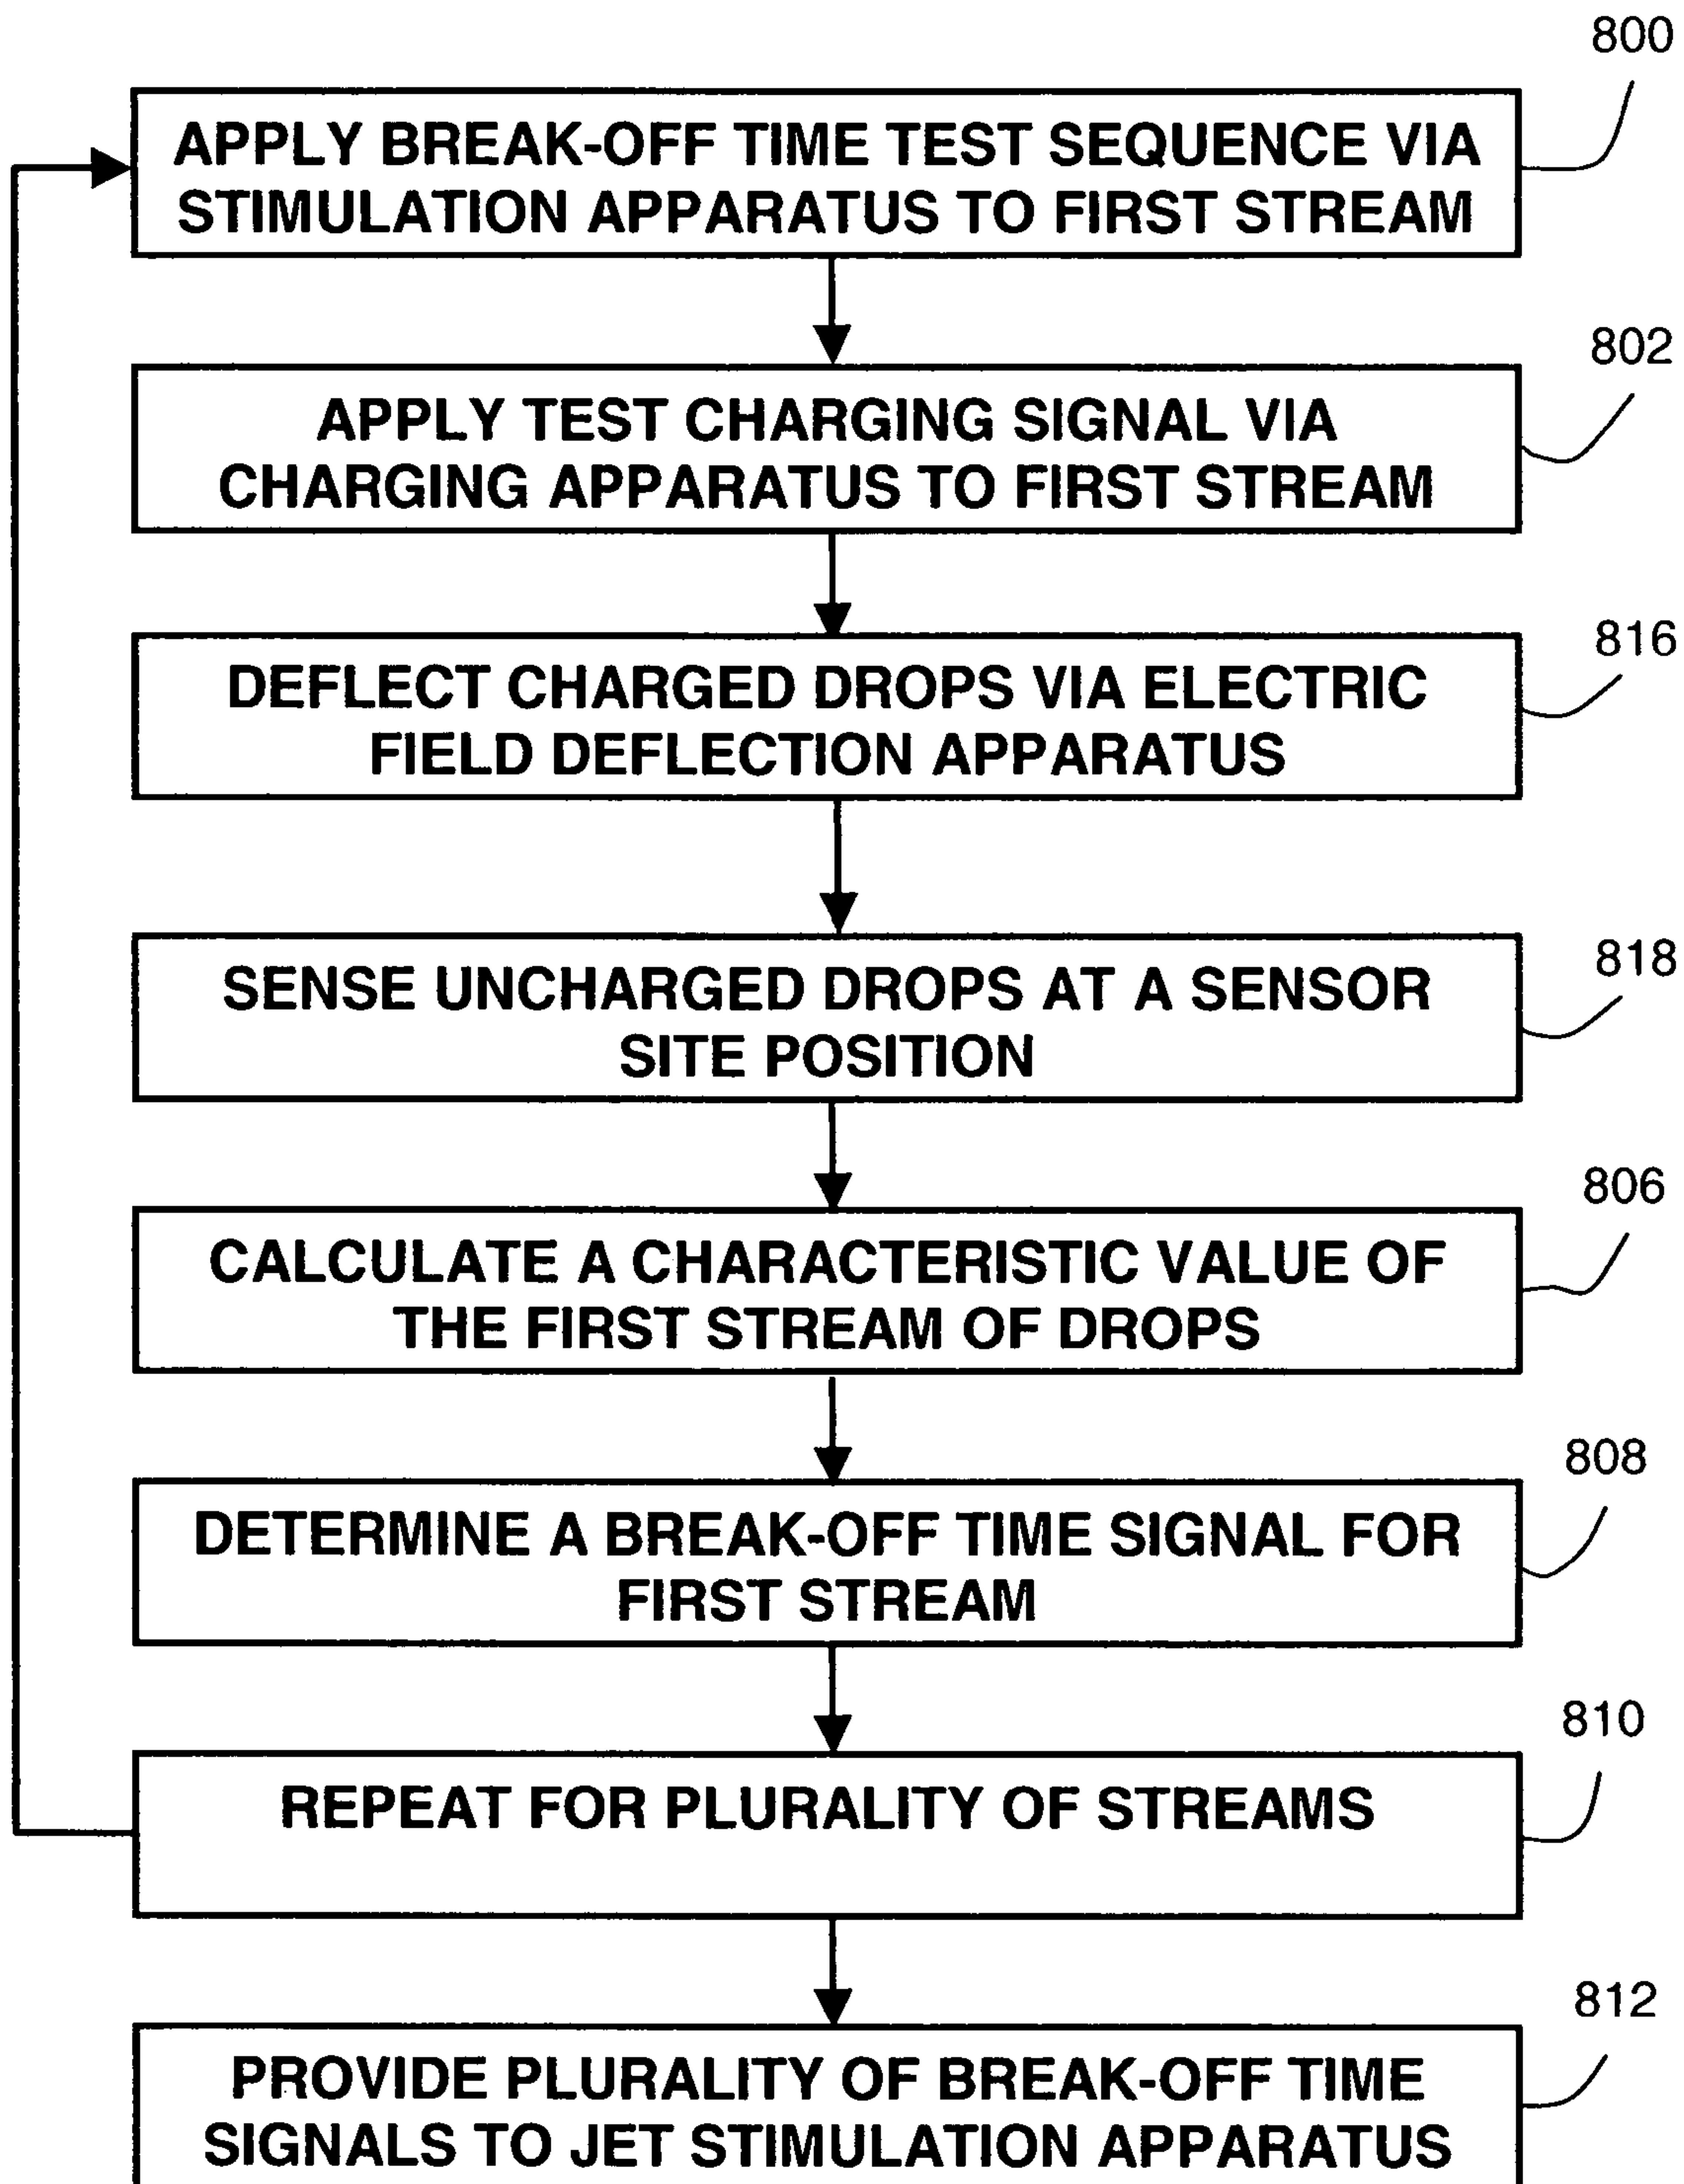 800
APPLY BREAK-OFF TIME TEST SEQUENCE VIA
STIMULATION APPARATUS TO FIRST STREAM
802
APPLY TEST CHARGING SIGNAL VIA
CHARGING APPARATUS TO FIRST STREAM
816
DEFLECT CHARGED DROPS VIA ELECTRIC
FIELD DEFLECTION APPARATUS
818
SENSE UNCHARGED DROPS AT A SENSOR
SITE POSITION
806
CALCULATE A CHARACTERISTIC VALUE OF
THE FIRST STREAM OF DROPS
808
DETERMINE A BREAK-OFF TIME SIGNAL FOR
FIRST STREAM
810
REPEAT FOR PLURALITY OF STREAMS
812
PROVIDE PLURALITY OF BREAK-OFF TIME
SIGNALS TO JET STIMULATION APPARATUS